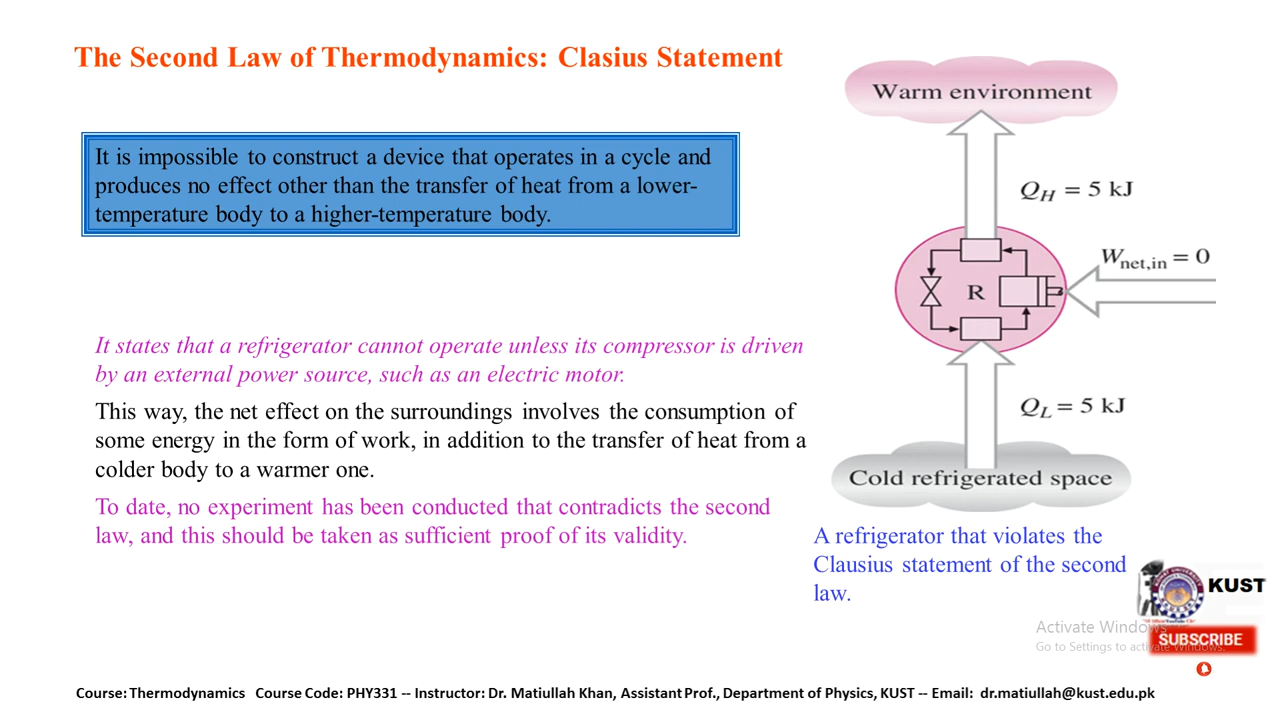 The Second Law of Thermodynamics: Clasius Statement
It is impossible to construct a device that operates in a cycle and
produces no effect other than the transfer of heat from a lower-
temperature body to a higher-temperature body.
It states that a refrigerator cannot operate unless its compressor is driven
by an external power source, such as an electric motor.
This way, the net effect on the surroundings involves the consumption of
some energy in the form of work, in addition to the transfer of heat from a
colder body to a warmer one.
To date, no experiment has been conducted that contradicts the second
law, and this should be taken as sufficient proof of its validity.
Warm environment
Q_H = 5 kJ
W_net,in = 0
R
Q_L = 5 kJ
Cold refrigerated space
A refrigerator that violates the
Clausius statement of the second
law.
KUST
Activate Windows
SUBSCRIBE
Go to Settings to activate Windows.
Course: Thermodynamics Course Code: PHY331 -- Instructor: Dr. Matiullah Khan, Assistant Prof., Department of Physics, KUST -- Email: dr.matiullah@kust.edu.pk